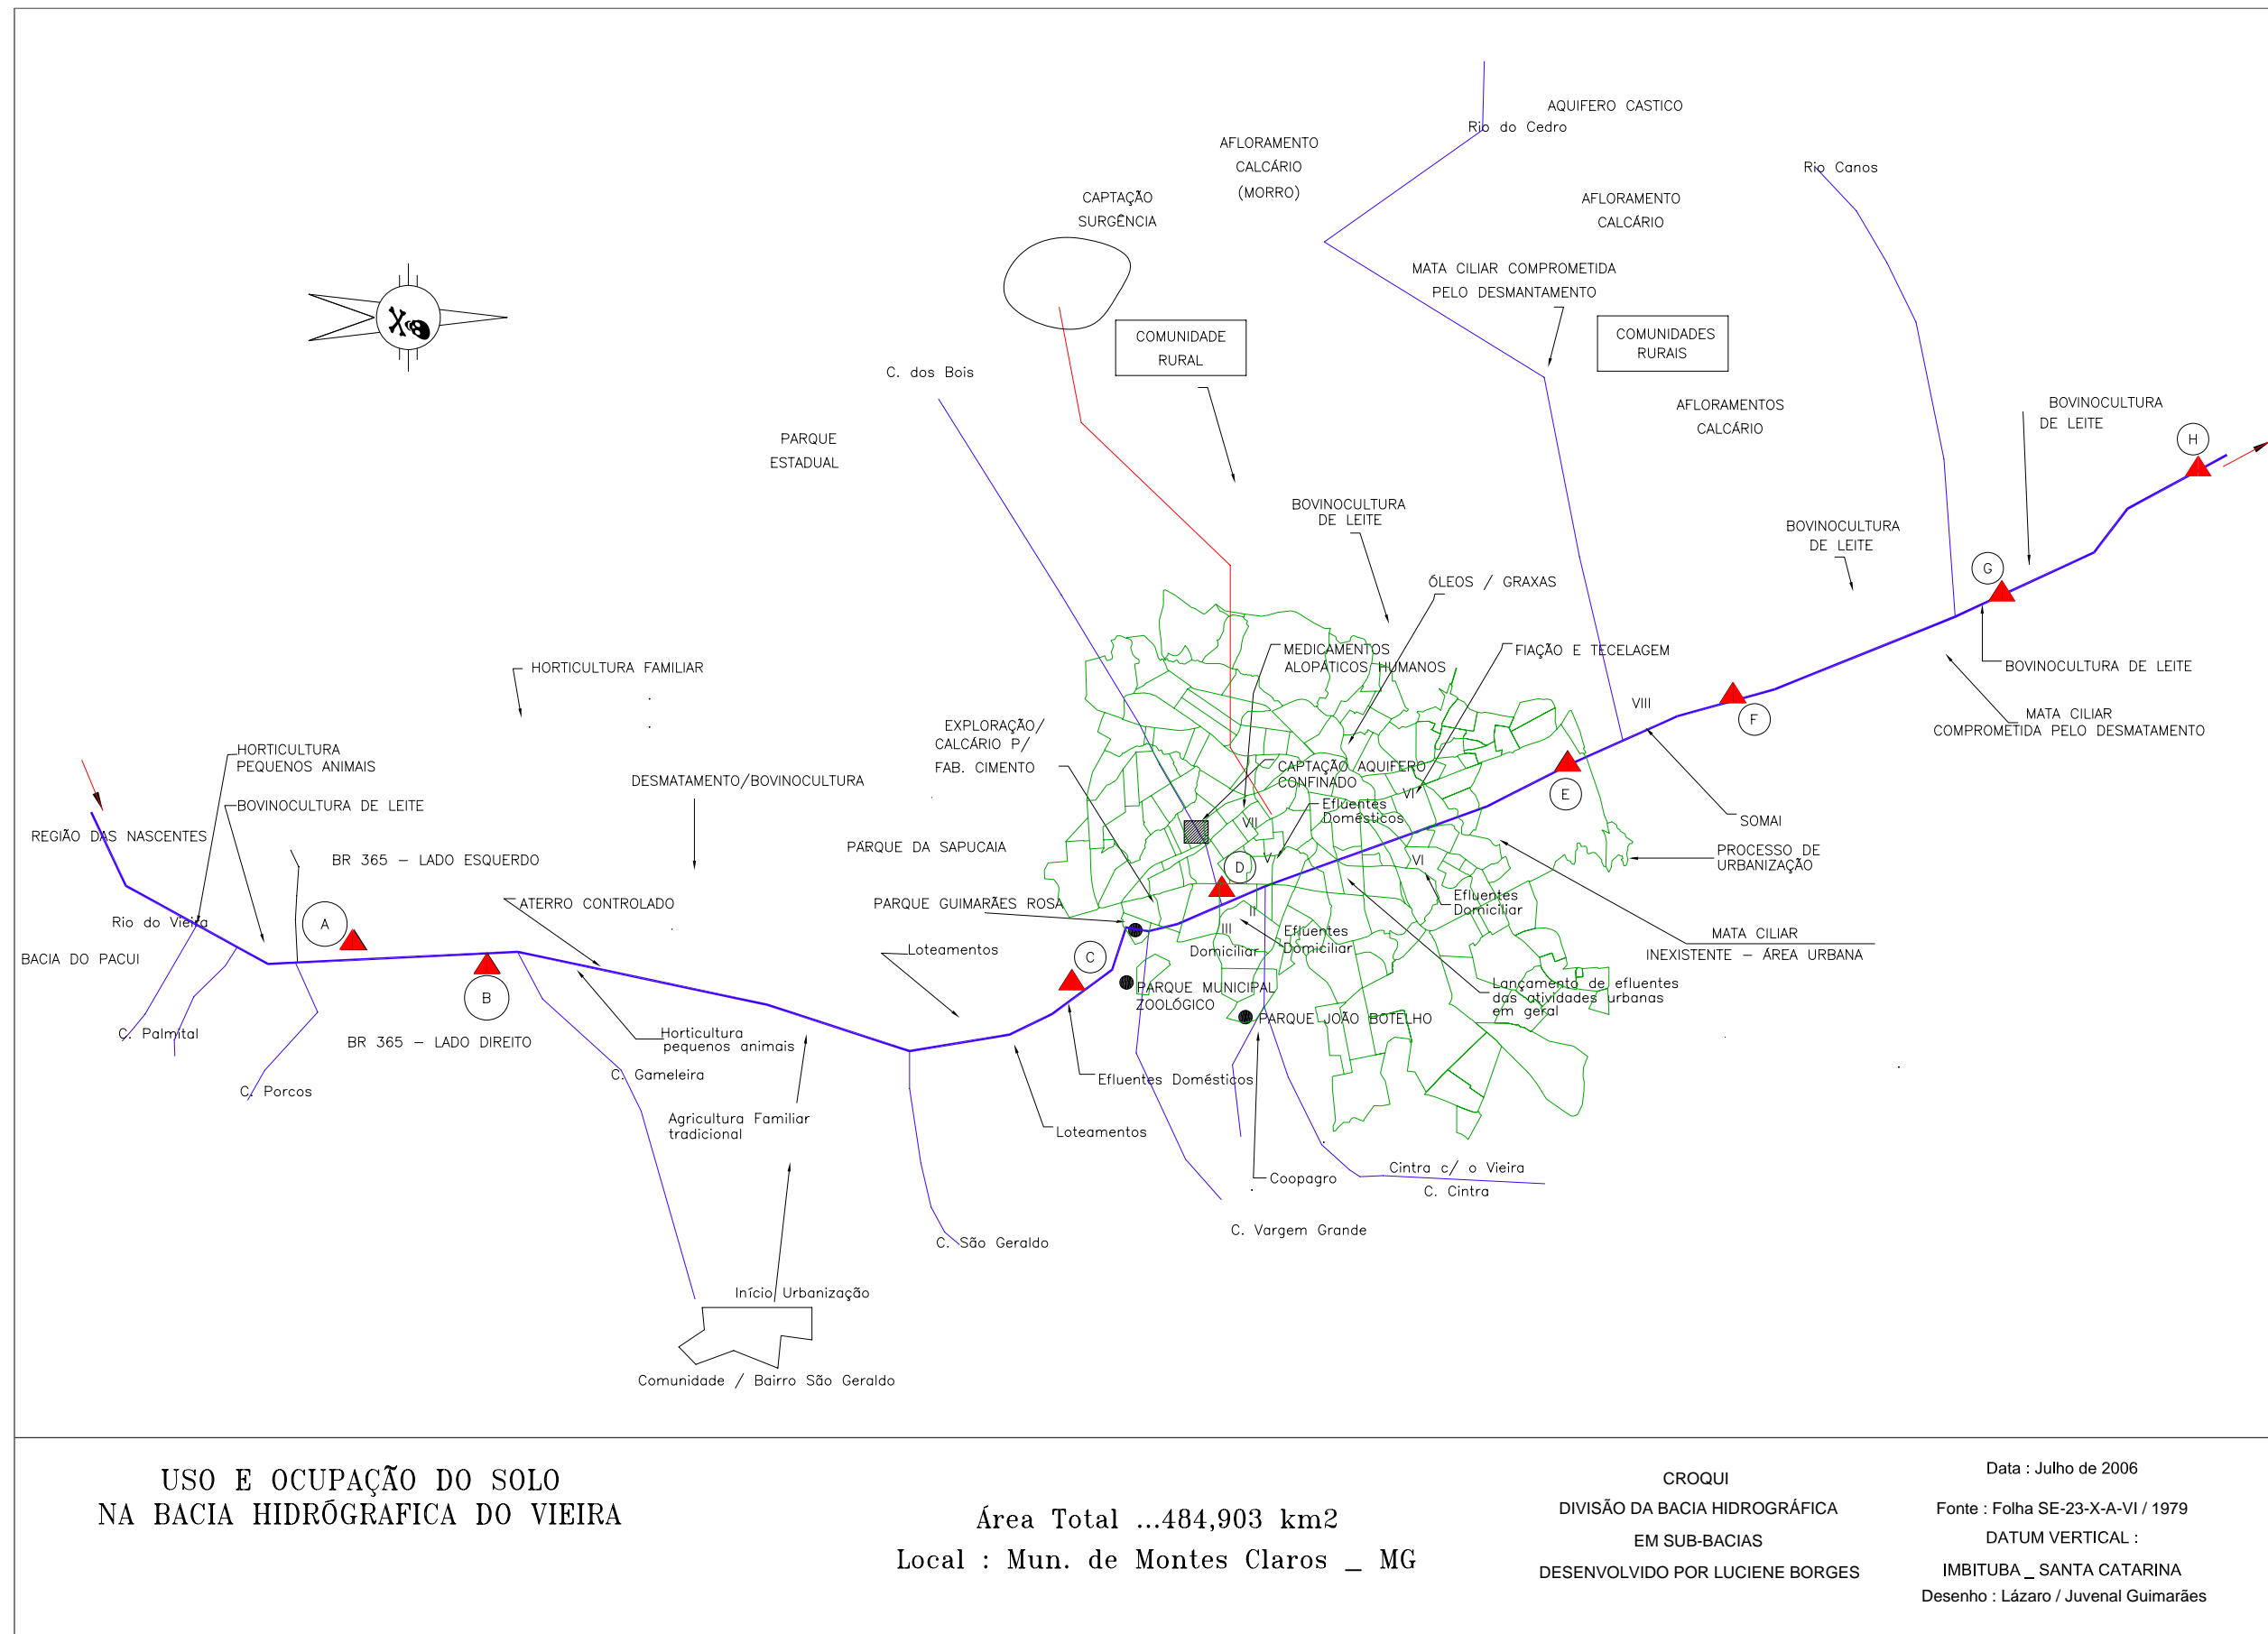 AQUIFERO CASTICO
Rio do Cedro
AFLORAMENTO
CALCÁRIO
(MORRO)
Rio Canos
CAPTAÇÃO
SURGÊNCIA
AFLORAMENTO
CALCÁRIO
MATA CILIAR COMPROMETIDA
PELO DESMANTAMENTO
COMUNIDADE
RURAL
COMUNIDADES
RURAIS
C. dos Bois
AFLORAMENTOS
CALCÁRIO
BOVINOCULTURA
DE LEITE
H
PARQUE
ESTADUAL
BOVINOCULTURA
DE LEITE
BOVINOCULTURA
DE LEITE
G
ÓLEOS / GRAXAS
MEDICAMENTOS
ALOPÁTICOS HUMANOS
FIAÇÃO E TECELAGEM
BOVINOCULTURA DE LEITE
HORTICULTURA FAMILIAR
VIII
F
MATA CILIAR
COMPROMETIDA PELO DESMATAMENTO
EXPLORAÇÃO/
CALCÁRIO P/
FAB. CIMENTO
HORTICULTURA
PEQUENOS ANIMAIS
DESMATAMENTO/BOVINOCULTURA
CAPTAÇÃO AQUIFERO
CONFINADO
VI
E
BOVINOCULTURA DE LEITE
Efluentes
Domésticos
SOMAI
VII
REGIÃO DAS NASCENTES
BR 365 – LADO ESQUERDO
PARQUE DA SAPUCAIA
D
V
VI
PROCESSO DE
URBANIZAÇÃO
ATERRO CONTROLADO
PARQUE GUIMARÃES ROSA
Efluentes
Domiciliar
Rio do Vieira
A
II
III
Efluentes
Domiciliar
Domiciliar
MATA CILIAR
INEXISTENTE – ÁREA URBANA
BACIA DO PACUI
Loteamentos
C
B
PARQUE MUNICIPAL
ZOOLÓGICO
Lançamento de efluentes
das atividades urbanas
em geral
PARQUE JOÃO BOTELHO
C. Palmital
BR 365 – LADO DIREITO
Horticultura
pequenos animais
C. Gameleira
Efluentes Domésticos
C. Porcos
Agricultura Familiar
tradicional
Loteamentos
Coopagro
Cintra c/ o Vieira
C. Cintra
C. Vargem Grande
C. São Geraldo
Início Urbanização
Comunidade / Bairro São Geraldo
USO E OCUPAÇÃO DO SOLO
NA BACIA HIDRÓGRAFICA DO VIEIRA
Área Total ...484,903 km2
Local : Mun. de Montes Claros _ MG
CROQUI
DIVISÃO DA BACIA HIDROGRÁFICA
EM SUB-BACIAS
DESENVOLVIDO POR LUCIENE BORGES
Data : Julho de 2006
Fonte : Folha SE-23-X-A-VI / 1979
DATUM VERTICAL :
IMBITUBA _ SANTA CATARINA
Desenho : Lázaro / Juvenal Guimarães